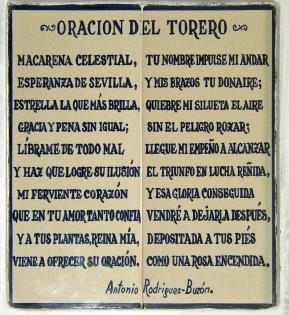 ORACION DEL TORERO
MACARENA CELESTIAL,
ESPERANZA DE SEVILLA,
ESTRELLA LA QUE MÁS BRILLA,
GRACIA Y PENA SIN IGUAL;
LÍBRAME DE TODO MAL
Y HAZ QUE LOGRE SU ILUSIÓN
MI FERVIENTE CORAZÓN
QUE EN TU AMOR TANTO CONFIA
Y A TUS PLANTAS, REINA MÍA,
VIENE A OFRECER SU ORACIÓN.
TU NOMBRE IMPULSE MI ANDAR
Y MIS BRAZOS TU DONAIRE;
QUIEBRE MI SILUETA EL AIRE
SIN EL PELIGRO ROZAR;
LLEGUE MI EMPEÑO A ALCANZAR
EL TRIUNFO EN LUCHA REÑIDA,
Y ESA GLORIA CONSEGUIDA
VENDRÉ A DEJARLA DESPUÉS,
DEPOSITADA A TUS PIÉS
COMO UNA ROSA ENCENDIDA.
Antonio Rodríguez-Buzón.